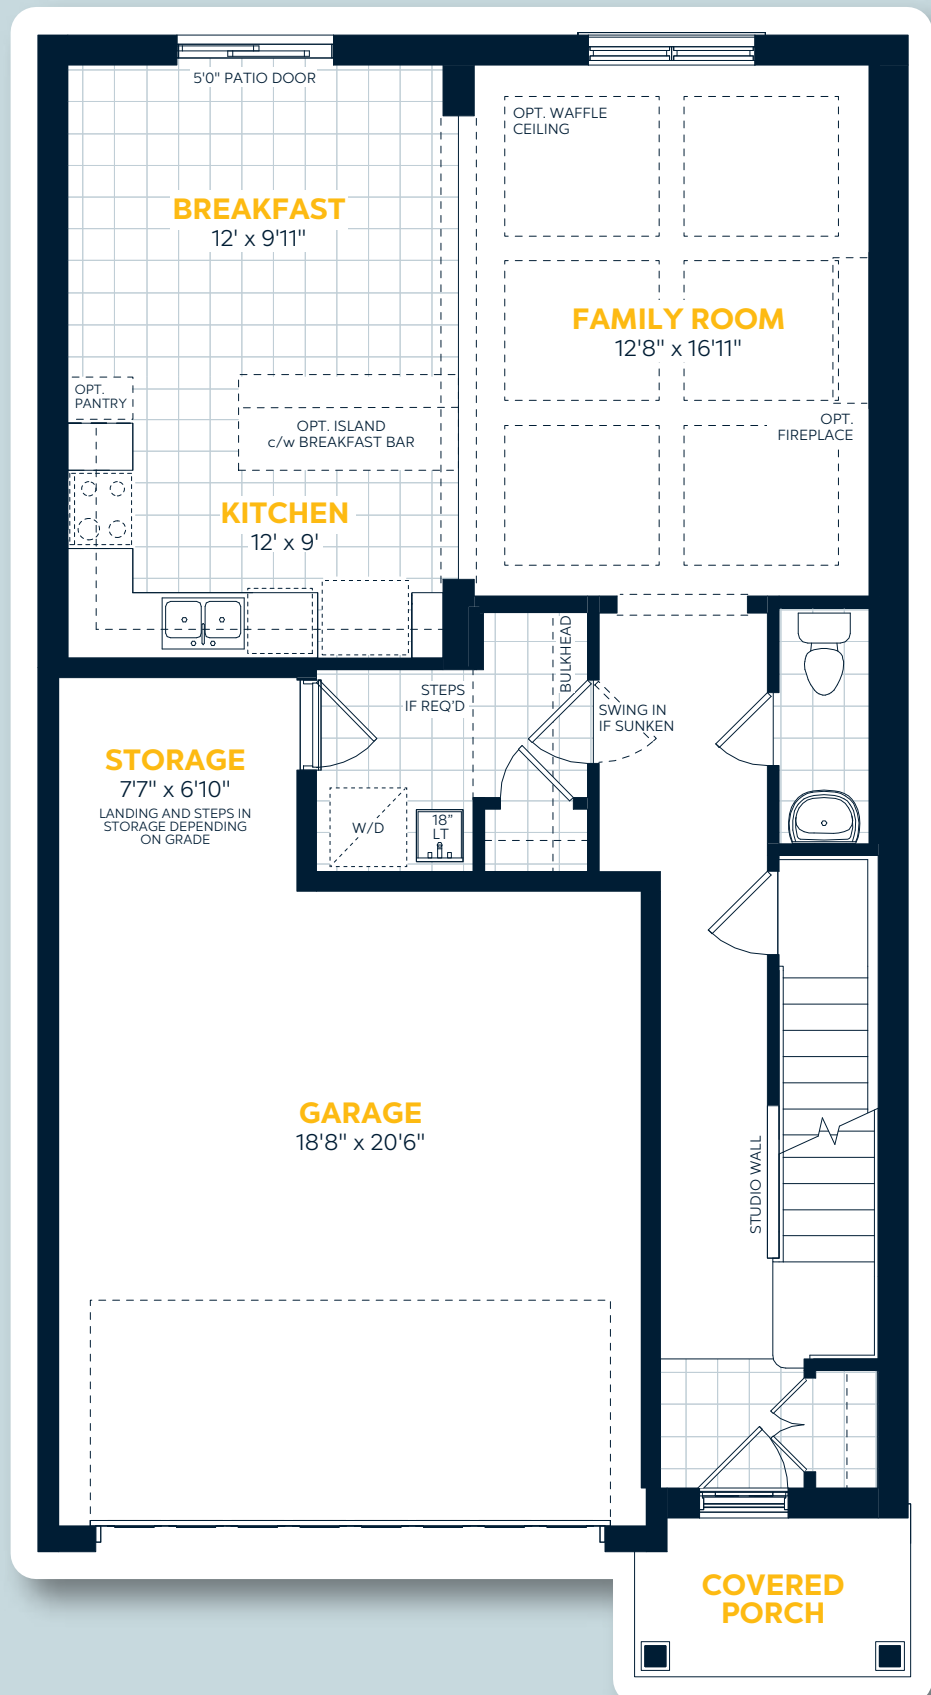 5'0" PATIO DOOR
OPT. WAFFLE
CEILING
BREAKFAST
12' x 9'11"
FAMILY ROOM
12'8" x 16'11"
OPT.
PANTRY
OPT. ISLAND
c/w BREAKFAST BAR
OPT.
FIREPLACE
KITCHEN
12' x 9'
BULKHEAD
STEPS
IF REQ'D
SWING IN
IF SUNKEN
STORAGE
7'7" x 6'10"
LANDING AND STEPS IN
STORAGE DEPENDING
ON GRADE
W/D
18"
LT
GARAGE
18'8" x 20'6"
STUDIO WALL
COVERED
PORCH